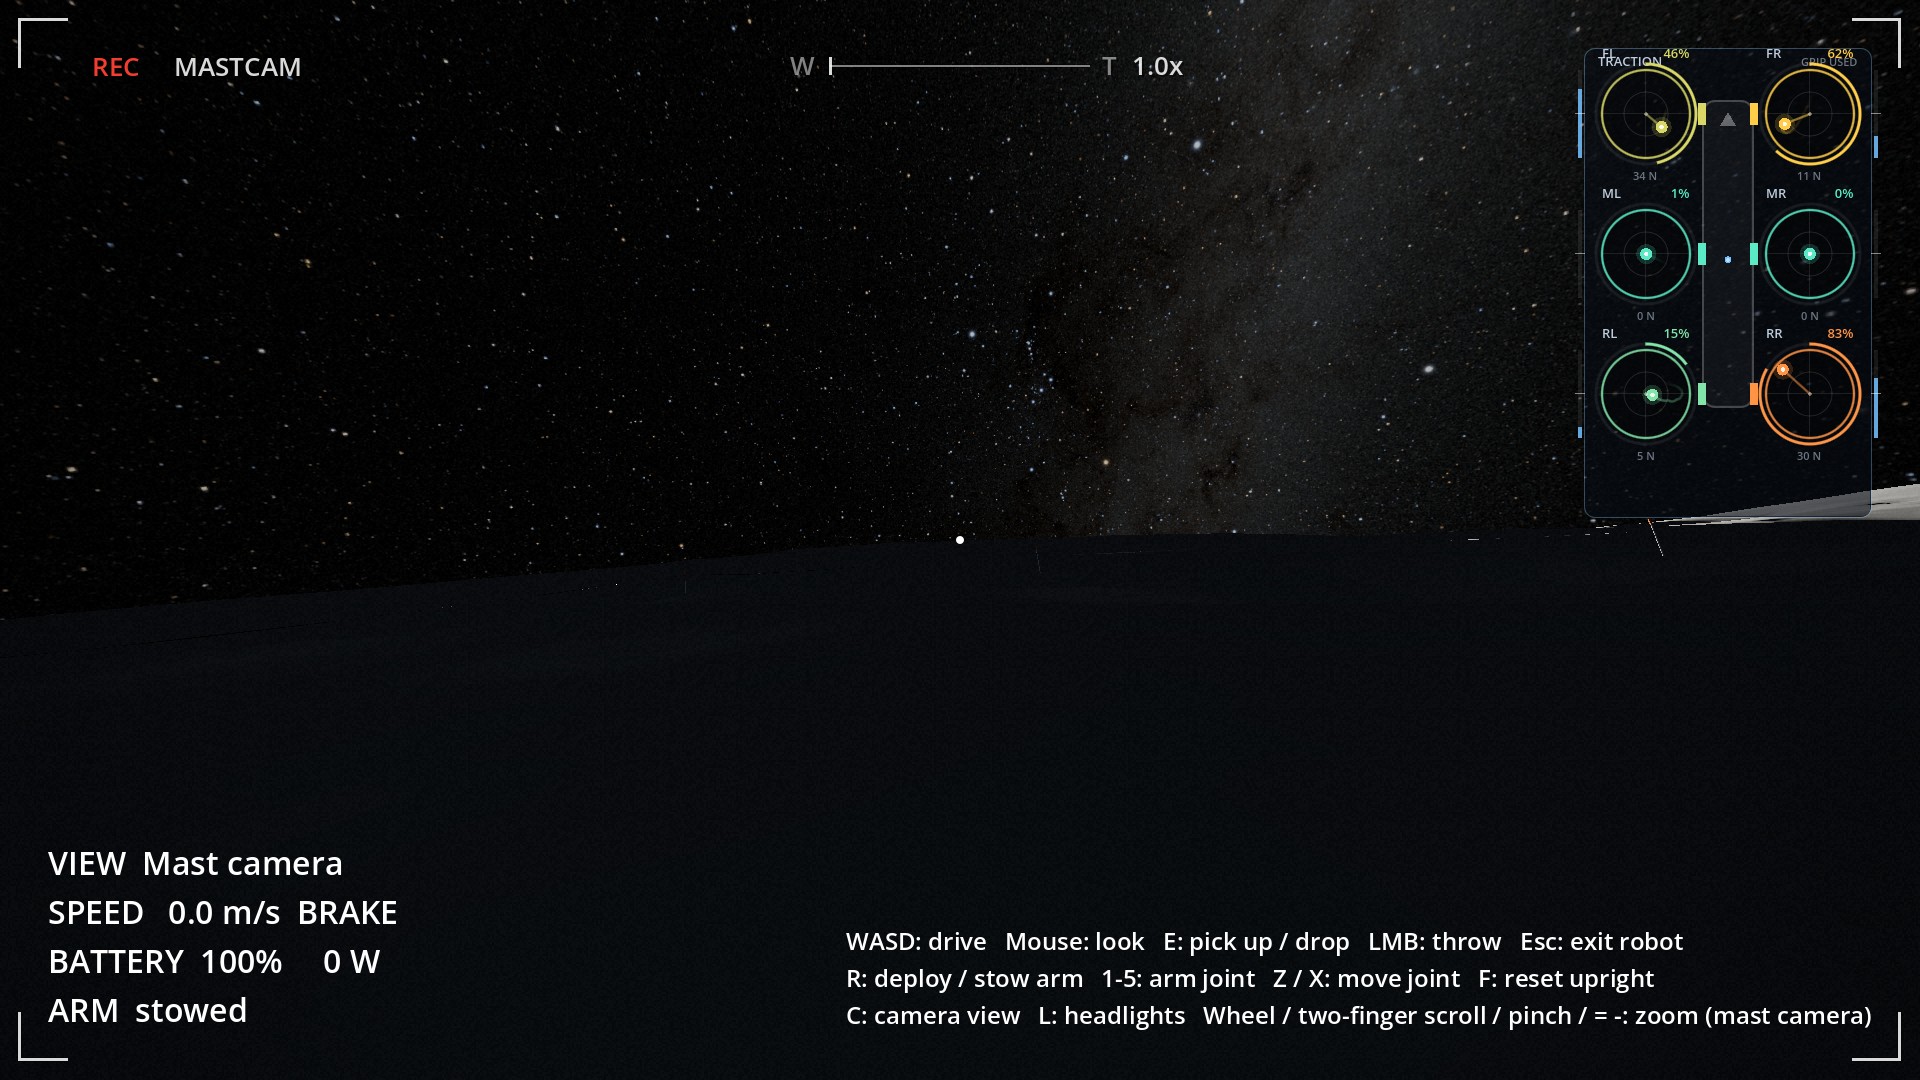 REC MASTCAM
W T 1.0x
TRACTION GRIP USED
FL 46% FR 62%
34 N 11 N
ML 1% MR 0%
0 N 0 N
RL 15% RR 83%
5 N 30 N
VIEW Mast camera
SPEED 0.0 m/s BRAKE
BATTERY 100% 0 W
ARM stowed
WASD: drive Mouse: look E: pick up / drop LMB: throw Esc: exit robot
R: deploy / stow arm 1-5: arm joint Z / X: move joint F: reset upright
C: camera view L: headlights Wheel / two-finger scroll / pinch / = -: zoom (mast camera)